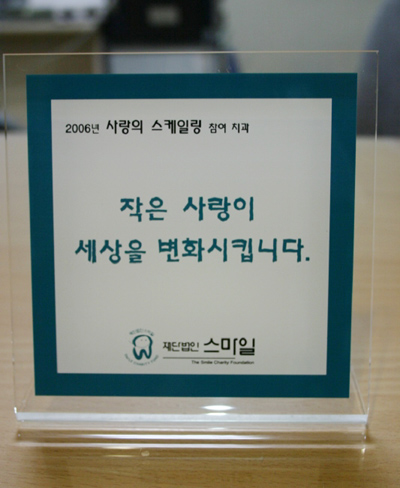 2006년 사랑의 스케일링 참여 치과
작은 사랑이
세상을 변화시킵니다.
재단법인 스마일
The Smile Charity Foundation